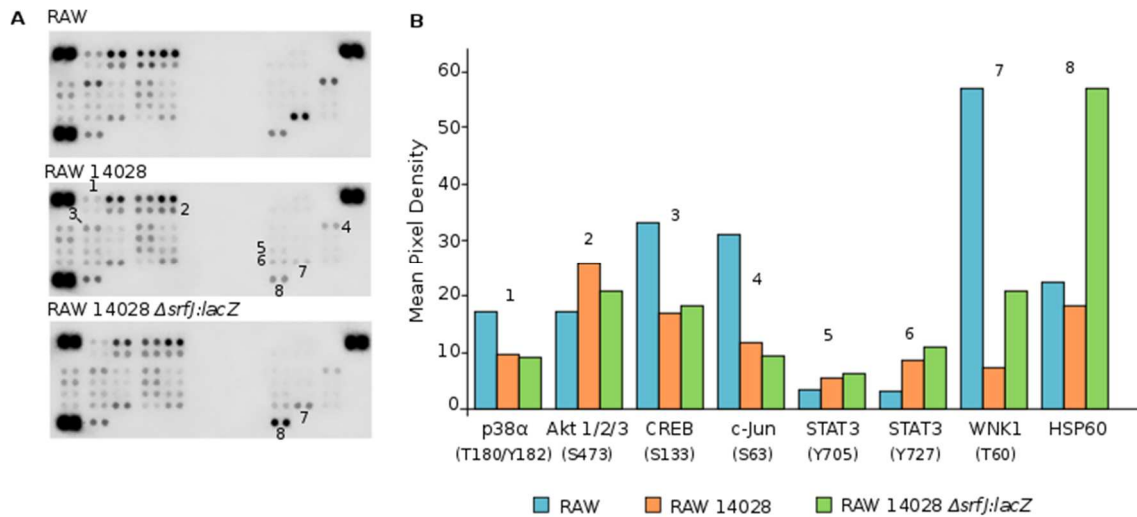 A
RAW
RAW 14028
1
2
3
4
5
6
7
8
RAW 14028 ΔsrfJ:lacZ
7
8
B
Mean Pixel Density
60
50
40
30
20
10
0
1
2
3
4
5
6
7
8
p38α Akt 1/2/3 CREB c-Jun STAT3 STAT3 WNK1 HSP60
(T180/Y182) (S473) (S133) (S63) (Y705) (Y727) (T60)
RAW RAW 14028 RAW 14028 ΔsrfJ:lacZ